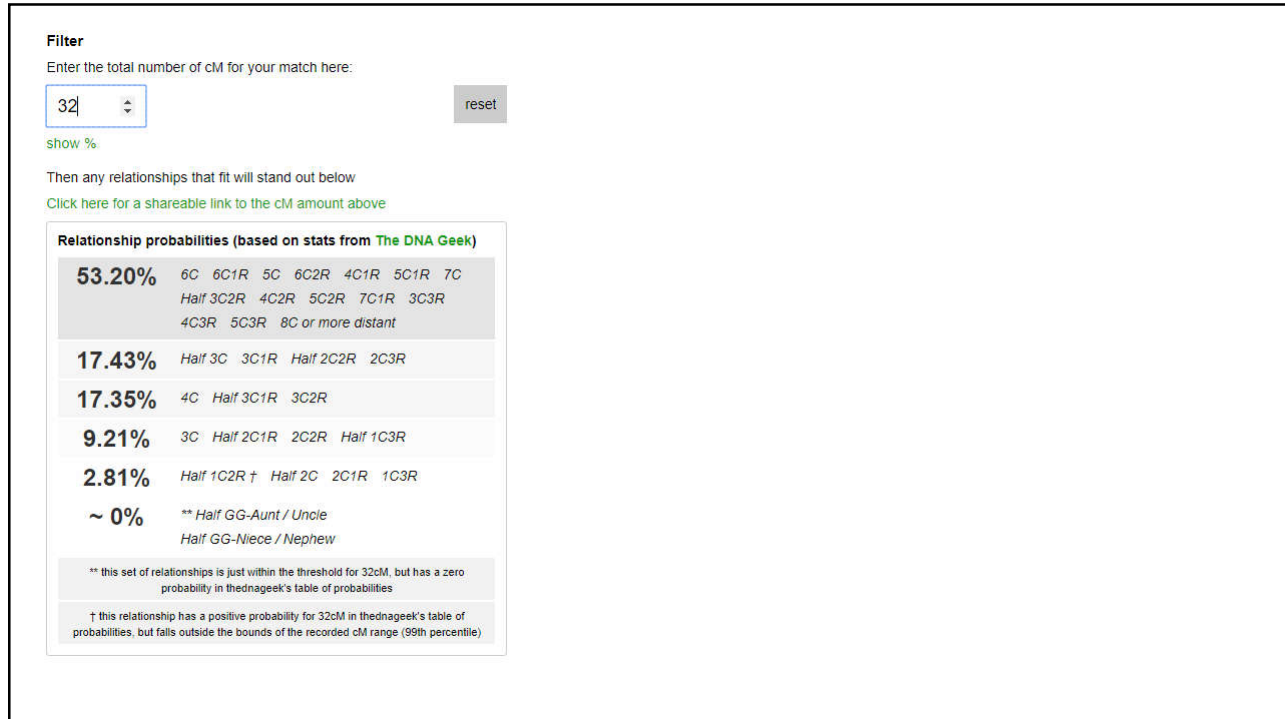 Filter
Enter the total number of cM for your match here:
32
reset
show %
Then any relationships that fit will stand out below
Click here for a shareable link to the cM amount above
Relationship probabilities (based on stats from The DNA Geek)
53.20% 6C 6C1R 5C 6C2R 4C1R 5C1R 7C
Half 3C2R 4C2R 5C2R 7C1R 3C3R
4C3R 5C3R 8C or more distant
17.43% Half 3C 3C1R Half 2C2R 2C3R
17.35% 4C Half 3C1R 3C2R
9.21% 3C Half 2C1R 2C2R Half 1C3R
2.81% Half 1C2R † Half 2C 2C1R 1C3R
~ 0% ** Half GG-Aunt / Uncle
Half GG-Niece / Nephew
** this set of relationships is just within the threshold for 32cM, but has a zero
probability in thednageek's table of probabilities
† this relationship has a positive probability for 32cM in thednageek's table of
probabilities, but falls outside the bounds of the recorded cM range (99th percentile)